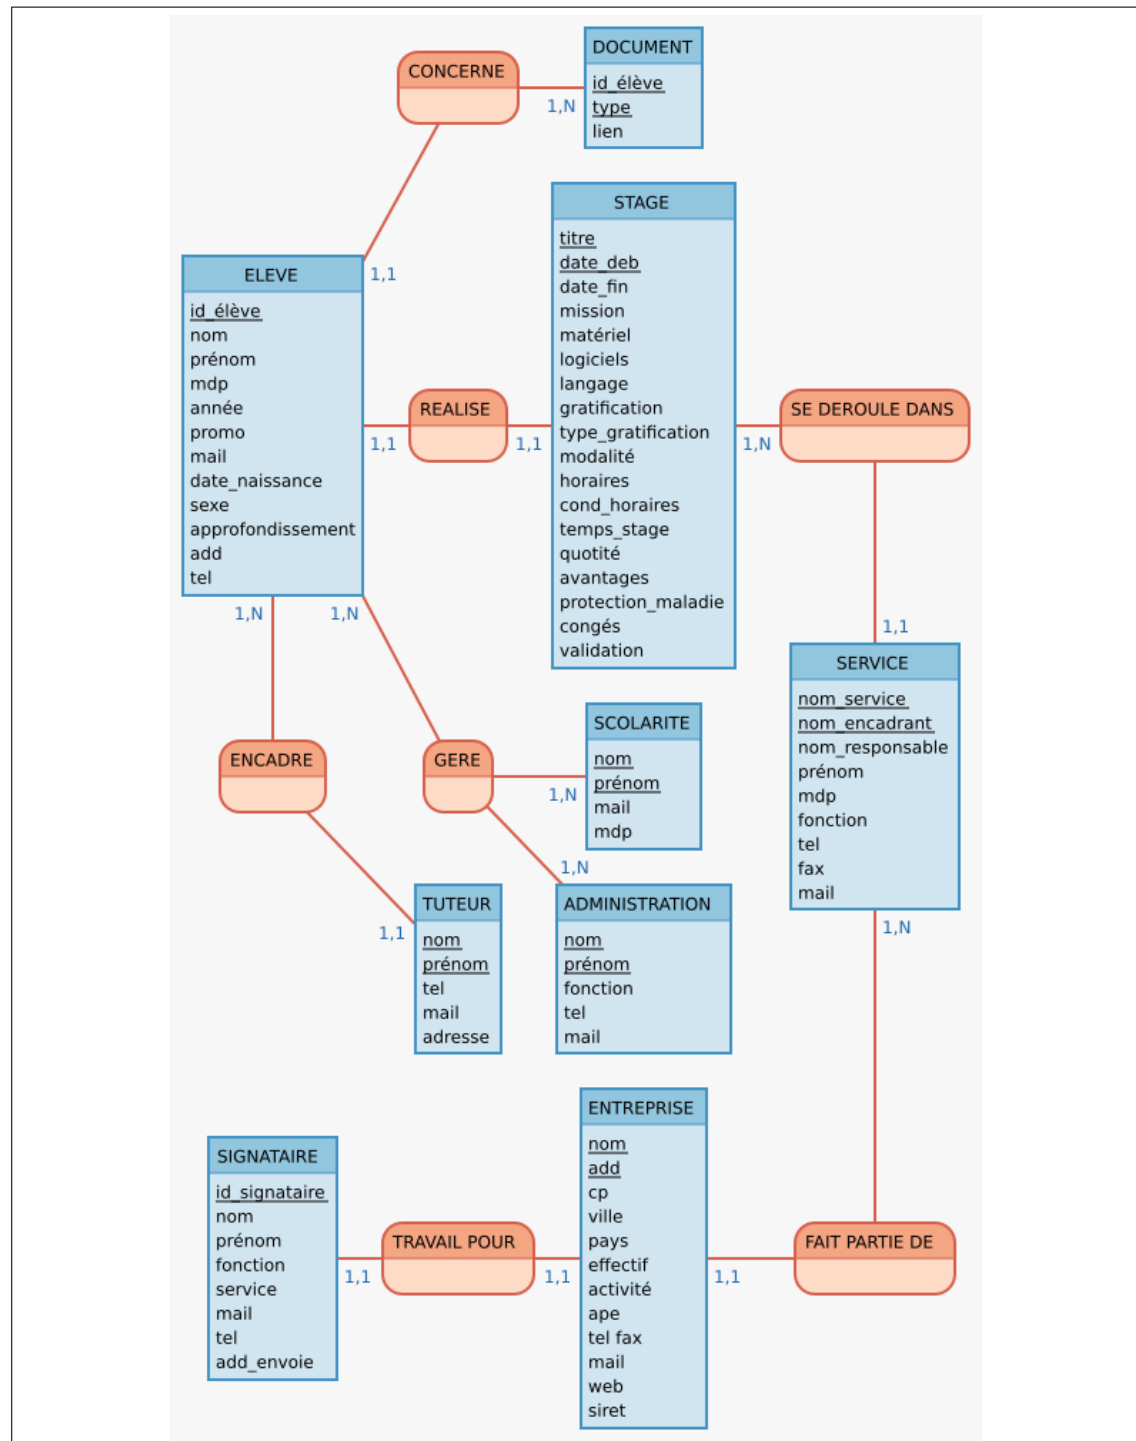 CONCERNE
1,N
DOCUMENT
id_élève
type
lien
1,1
ELEVE
id_élève
nom
prénom
mdp
année
promo
mail
date_naissance
sexe
approfondissement
add
tel
1,1
REALISE
1,1
STAGE
titre
date_deb
date_fin
mission
matériel
logiciels
langage
gratification
type_gratification
modalité
horaires
cond_horaires
temps_stage
quotité
avantages
protection_maladie
congés
validation
1,N
SE DEROULE DANS
1,1
SERVICE
nom_service
nom_encadrant
nom_responsable
prénom
mdp
fonction
tel
fax
mail
1,N
1,N
1,N
ENCADRE
GERE
1,N
SCOLARITE
nom
prénom
mail
mdp
1,N
1,1
TUTEUR
nom
prénom
tel
mail
adresse
ADMINISTRATION
nom
prénom
fonction
tel
mail
SIGNATAIRE
id_signataire
nom
prénom
fonction
service
mail
tel
add_envoie
1,1
TRAVAIL POUR
1,1
ENTREPRISE
nom
add
cp
ville
pays
effectif
activité
ape
tel fax
mail
web
siret
1,1
FAIT PARTIE DE